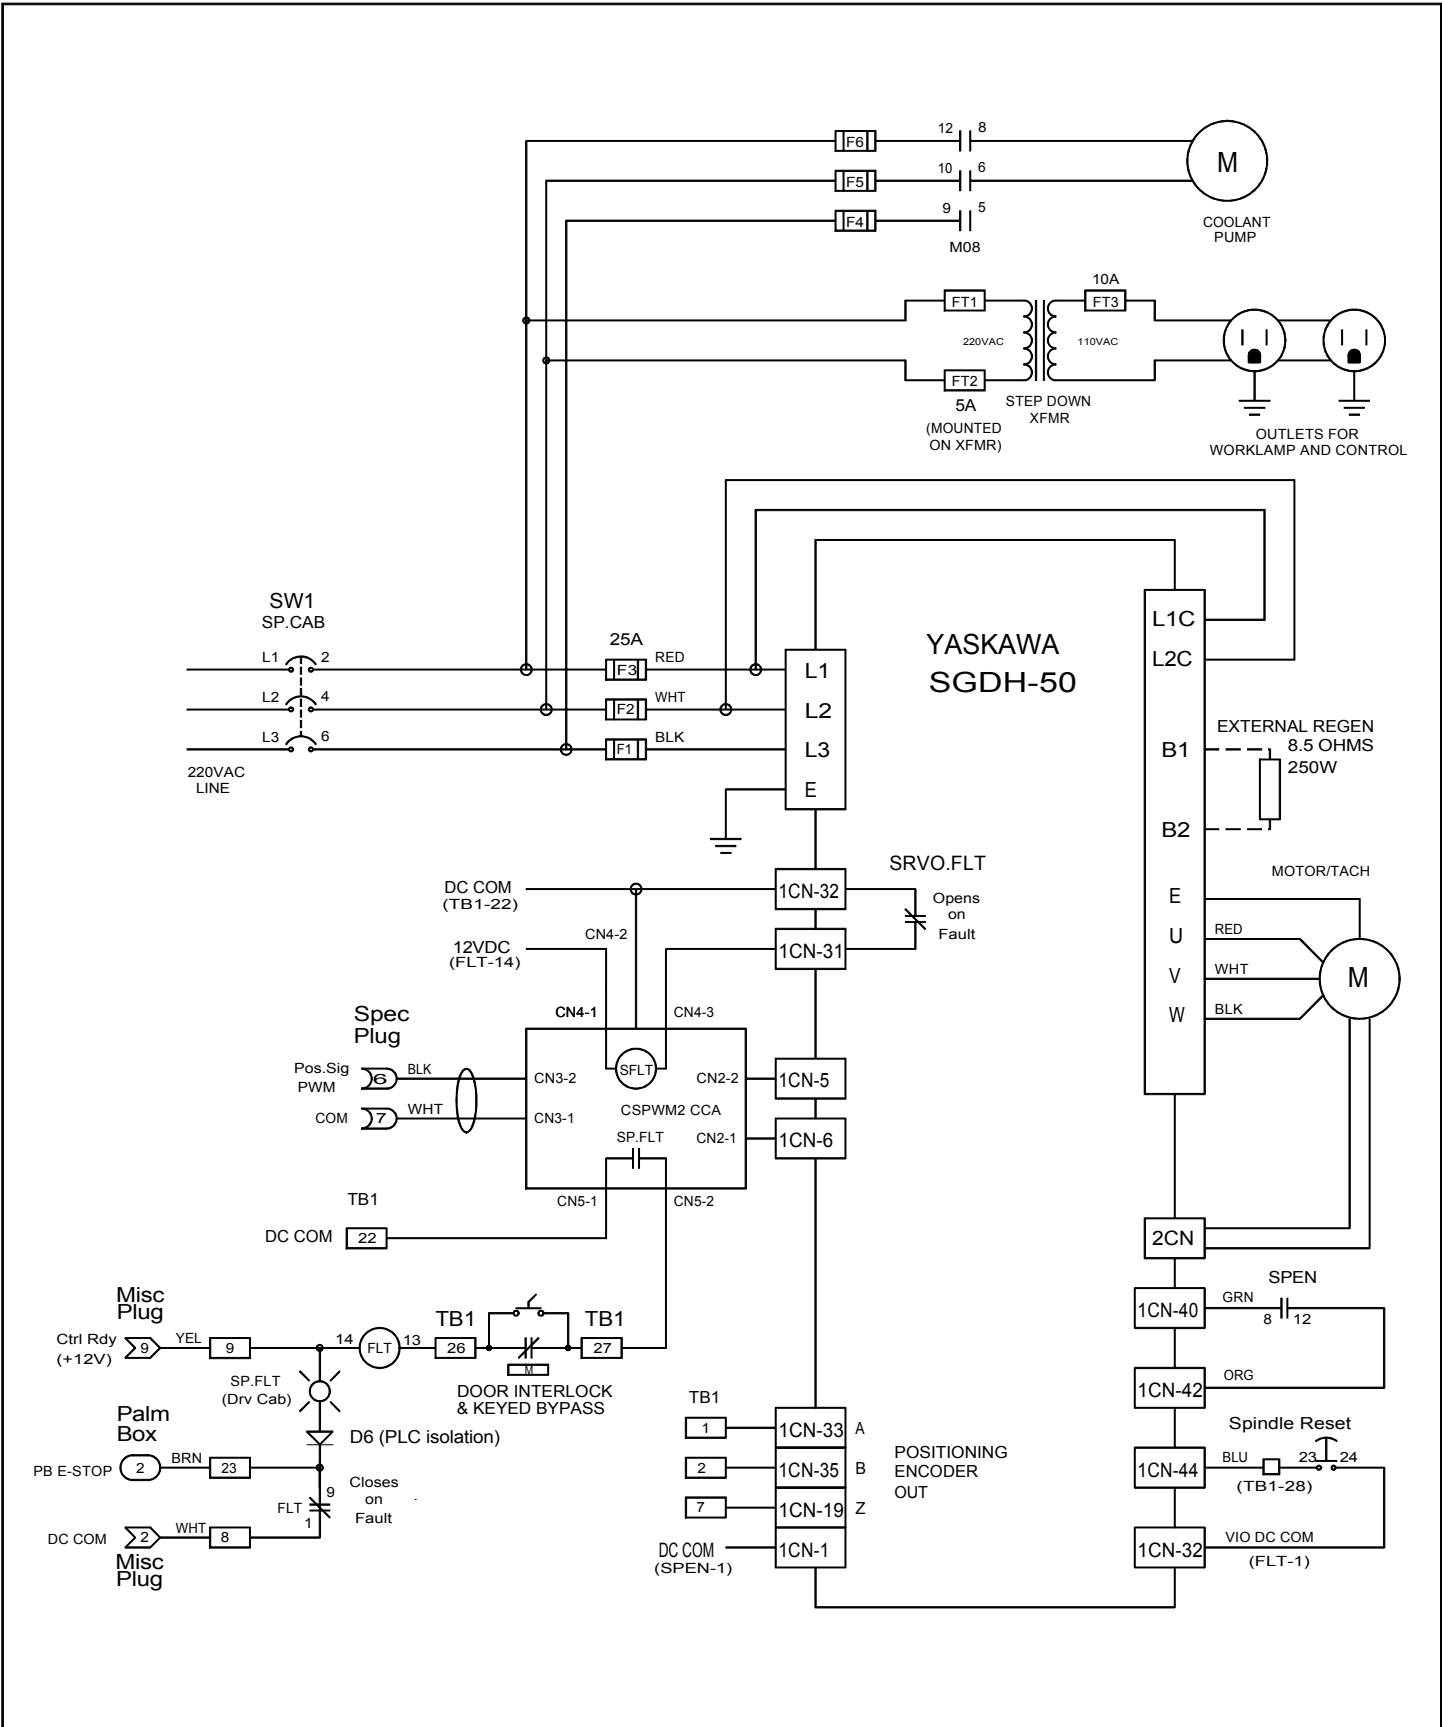 F6 12 8
M
F5 10 6
F4 9 5
M08
COOLANT
PUMP
10A
FT1 FT3
220VAC 110VAC
FT2
5A
(MOUNTED
ON XFMR)
STEP DOWN
XFMR
OUTLETS FOR
WORKLAMP AND CONTROL
SW1
SP.CAB
25A
L1 2 F3 RED L1
L2 4 F2 WHT L2
L3 6 F1 BLK L3
220VAC
LINE
E
YASKAWA
SGDH-50
L1C
L2C
B1
B2
EXTERNAL REGEN
8.5 OHMS
250W
MOTOR/TACH
E
U RED
V WHT
W BLK
M
DC COM
(TB1-22)
1CN-32
SRVO.FLT
Opens
on
Fault
CN4-2
12VDC
(FLT-14)
1CN-31
CN4-1 CN4-3
Spec
Plug
Pos.Sig
PWM
6 BLK CN3-2
COM 7 WHT CN3-1
SFLT
CSPWM2 CCA
SP.FLT
CN2-2 1CN-5
CN2-1 1CN-6
CN5-1 CN5-2
TB1
DC COM 22
Misc
Plug
Ctrl Rdy
(+12V)
9 YEL 9
14 FLT 13
TB1 TB1
26 27
M
DOOR INTERLOCK
& KEYED BYPASS
SP.FLT
(Drv Cab)
D6 (PLC isolation)
Palm
Box
PB E-STOP 2 BRN 23
FLT 9
1
Closes
on
Fault
DC COM 2 WHT 8
Misc
Plug
TB1
1 1CN-33 A
2 1CN-35 B
7 1CN-19 Z
DC COM
(SPEN-1)
1CN-1
POSITIONING
ENCODER
OUT
2CN
SPEN
1CN-40 GRN 8 12
1CN-42 ORG
Spindle Reset
1CN-44 BLU 23 24
(TB1-28)
1CN-32 VIO DC COM
(FLT-1)